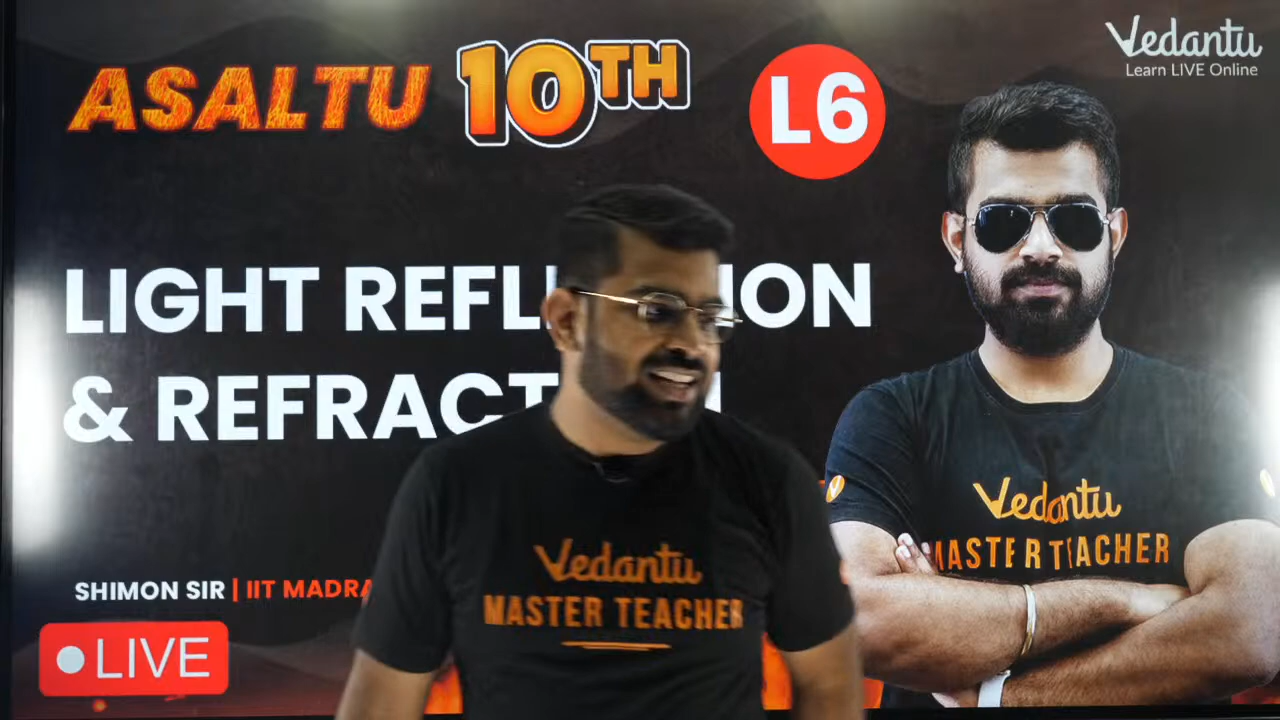 ASALTU 10TH
L6
Vedantu
Learn LIVE Online
LIGHT REFL ION
& REFRACT
SHIMON SIR | IIT MADRA
LIVE
Vedantu
MASTER TEACHER
Vedantu
MASTER TEACHER